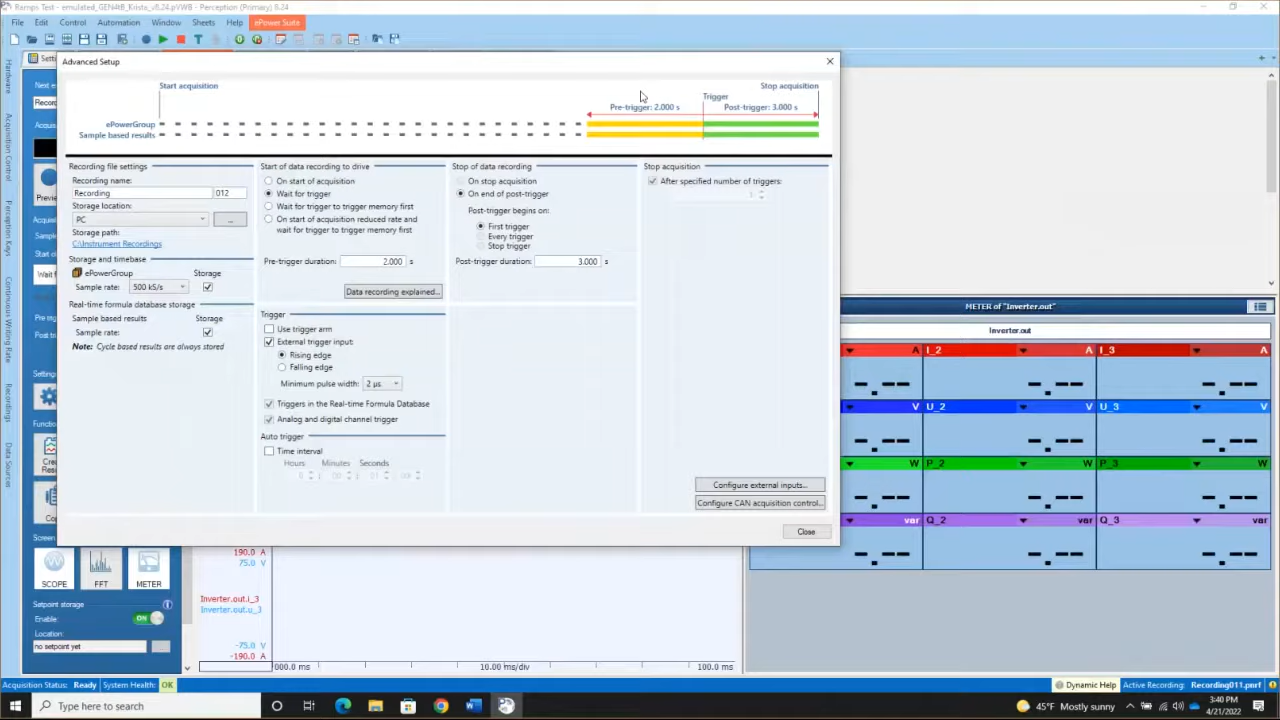 Ramps Test - emulated_GEN4tB_Krista_v8.24.pVWB - Perception (Primary) 8.24
File Edit Control Automation Window Sheets Help ePower Suite
Advanced Setup
Start acquisition
Stop acquisition
Trigger
Pre-trigger: 2.000 s
Post-trigger: 3.000 s
ePowerGroup
Sample based results
Recording file settings
Recording name:
Recording 012
Storage location:
PC ...
Storage path:
C:\Instrument Recordings
Storage and timebase
ePowerGroup Storage
Sample rate: 500 kS/s
Real-time formula database storage
Sample based results Storage
Sample rate:
Note: Cycle based results are always stored
Start of data recording to drive
On start of acquisition
Wait for trigger
Wait for trigger to trigger memory first
On start of acquisition reduced rate and
wait for trigger to trigger memory first
Pre-trigger duration: 2.000 s
Data recording explained...
Trigger
Use trigger arm
External trigger input:
Rising edge
Falling edge
Minimum pulse width: 2 µs
Triggers in the Real-time Formula Database
Analog and digital channel trigger
Auto trigger
Time interval
Hours Minutes Seconds
Stop of data recording
On stop acquisition
On end of post-trigger
Post-trigger begins on:
First trigger
Every trigger
Stop trigger
Post-trigger duration: 3.000 s
Stop acquisition
After specified number of triggers:
1
Configure external inputs...
Configure CAN acquisition control...
Close
Hardware
Acquisition Control
Perception Keys
Continuous Writing Rate
Recordings
Data Sources
SCOPE FFT METER
Setpoint storage
Enable: ON
Location:
no setpoint yet
190.0 A
75.0 V
Inverter.out.i_3
Inverter.out.u_3
-75.0 V
-190.0 A
000.0 ms 10.00 ms/div 100.0 ms
METER of "Inverter.out"
Inverter.out
A I_2 A I_3 A
-.-- -.-- -.--
V U_2 V U_3 V
-.-- -.-- -.--
W P_2 W P_3 W
-.-- -.-- -.--
var Q_2 var Q_3 var
-.-- -.-- -.--
Acquisition Status: Ready System Health: OK
Dynamic Help Active Recording: Recording011.pnrf
Type here to search
45°F Mostly sunny
3:40 PM
4/21/2022